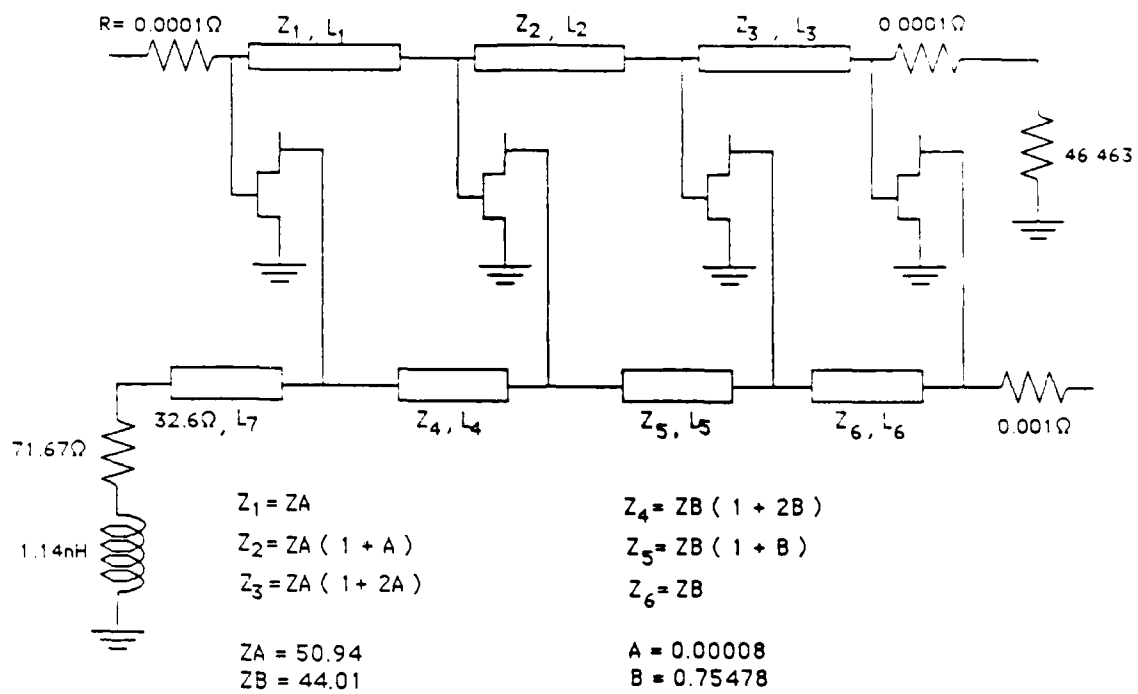 R= 0.0001Ω
Z1, L1
Z2, L2
Z3, L3
0.0001Ω
46 463
32.6Ω, L7
Z4, L4
Z5, L5
Z6, L6
0.001Ω
71.67Ω
1.14nH
Z1 = ZA
Z2 = ZA ( 1 + A )
Z3 = ZA ( 1 + 2A )
ZA = 50.94
ZB = 44.01
Z4 = ZB ( 1 + 2B )
Z5 = ZB ( 1 + B )
Z6 = ZB
A = 0.00008
B = 0.75478